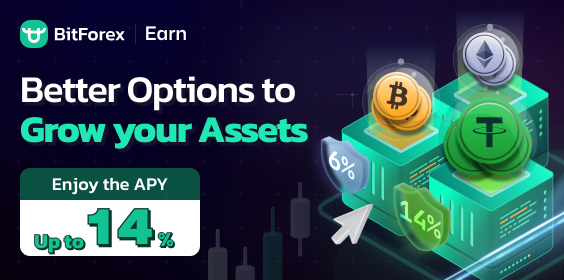 BitForex Earn
Better Options to
Grow your Assets
Enjoy the APY
Up to 14%
6%
14%